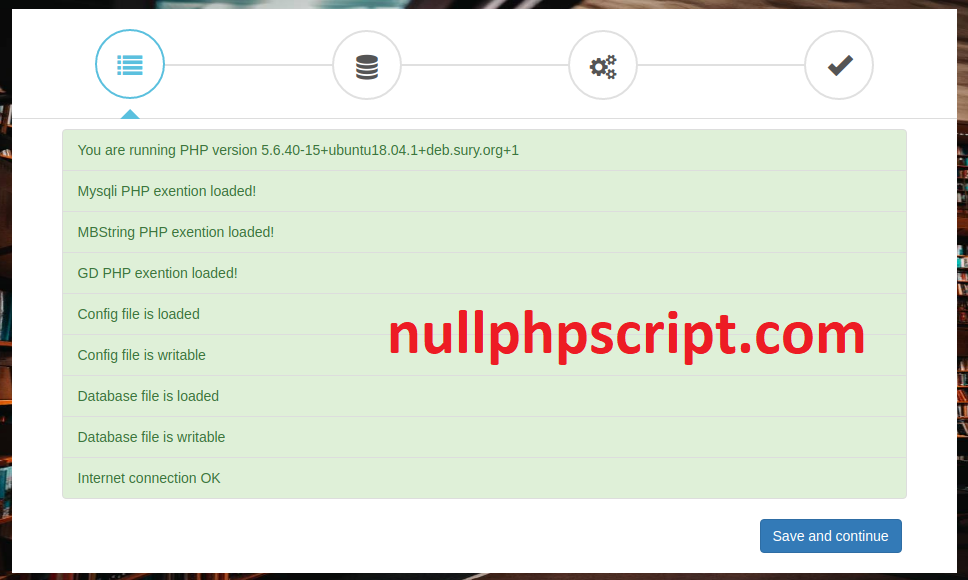 You are running PHP version 5.6.40-15+ubuntu18.04.1+deb.sury.org+1
Mysqli PHP exention loaded!
MBString PHP exention loaded!
GD PHP exention loaded!
Config file is loaded
nullphpscript.com
Config file is writable
Database file is loaded
Database file is writable
Internet connection OK
Save and continue